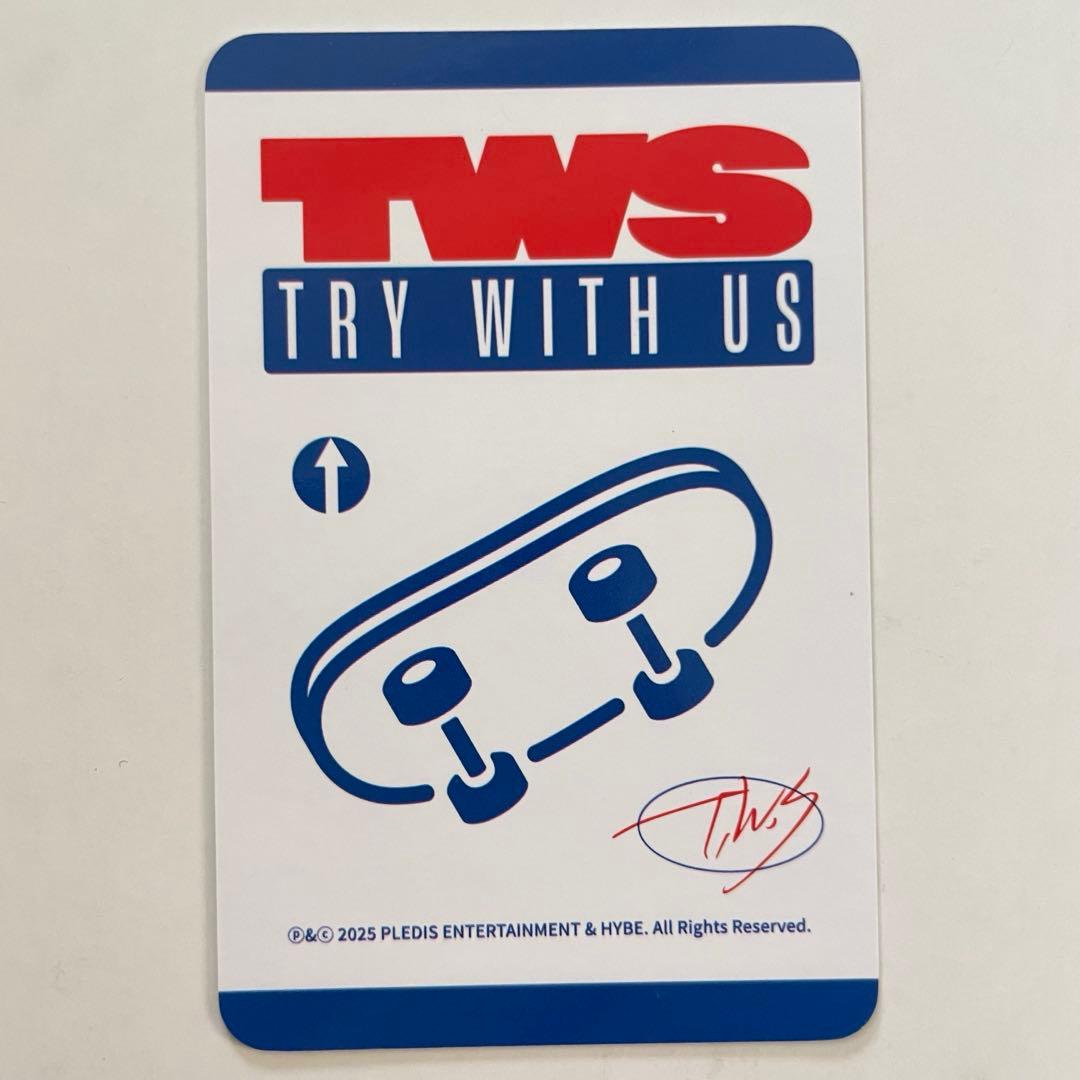 TWS
TRY WITH US
T.W.S
Ⓟ&ⓒ 2025 PLEDIS ENTERTAINMENT & HYBE. All Rights Reserved.